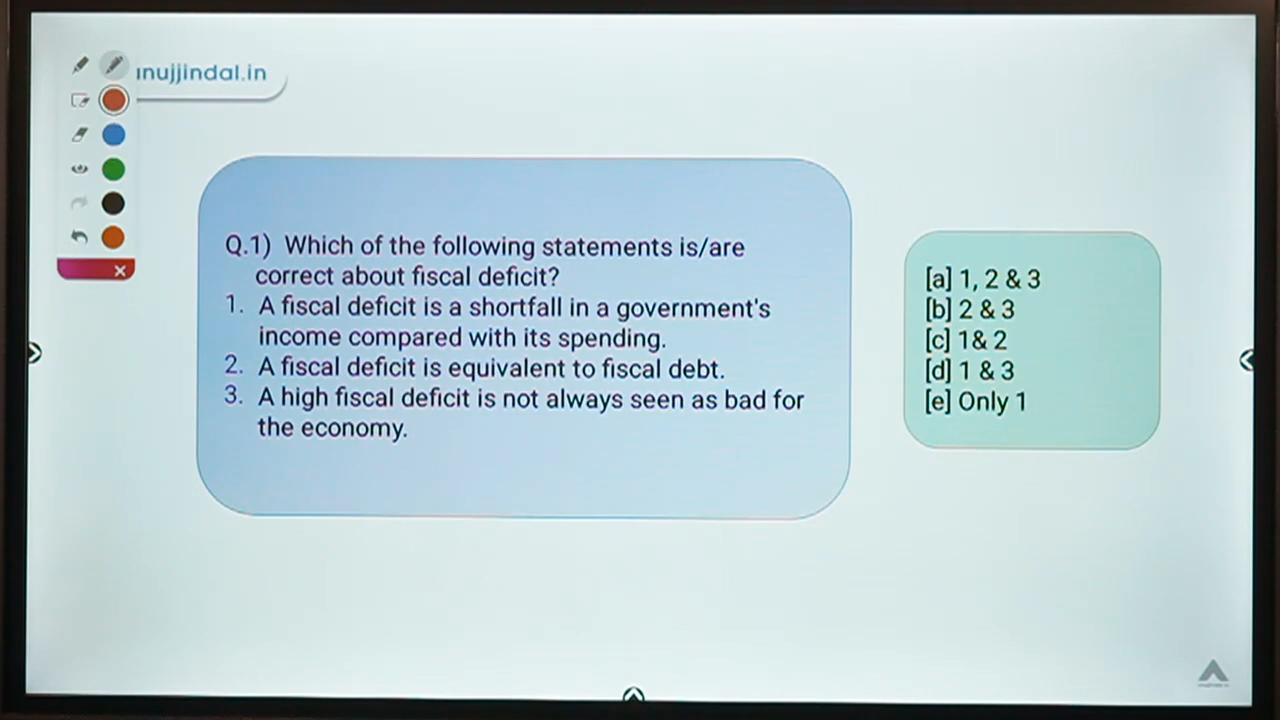 nujjindal.in
Q.1) Which of the following statements is/are
correct about fiscal deficit?
1. A fiscal deficit is a shortfall in a government's
income compared with its spending.
2. A fiscal deficit is equivalent to fiscal debt.
3. A high fiscal deficit is not always seen as bad for
the economy.
[a] 1, 2 & 3
[b] 2 & 3
[c] 1& 2
[d] 1 & 3
[e] Only 1